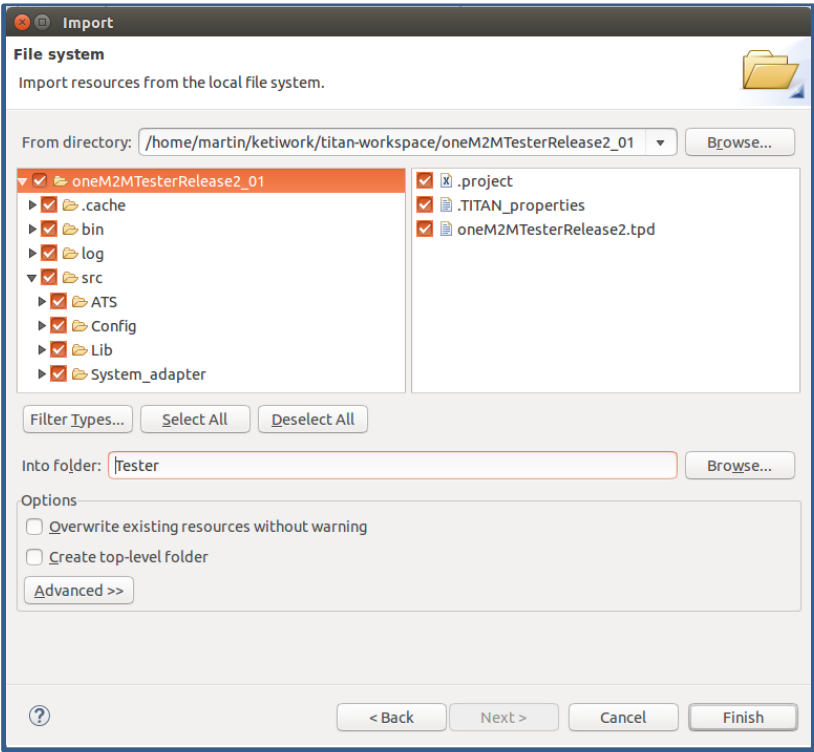 Import
File system
Import resources from the local file system.
From directory: /home/martin/ketiwork/titan-workspace/oneM2MTesterRelease2_01 Browse...
oneM2MTesterRelease2_01
.cache
bin
log
src
ATS
Config
Lib
System_adapter
.project
.TITAN_properties
oneM2MTesterRelease2.tpd
Filter Types... Select All Deselect All
Into folder: Tester Browse...
Options
Overwrite existing resources without warning
Create top-level folder
Advanced >>
? < Back Next > Cancel Finish